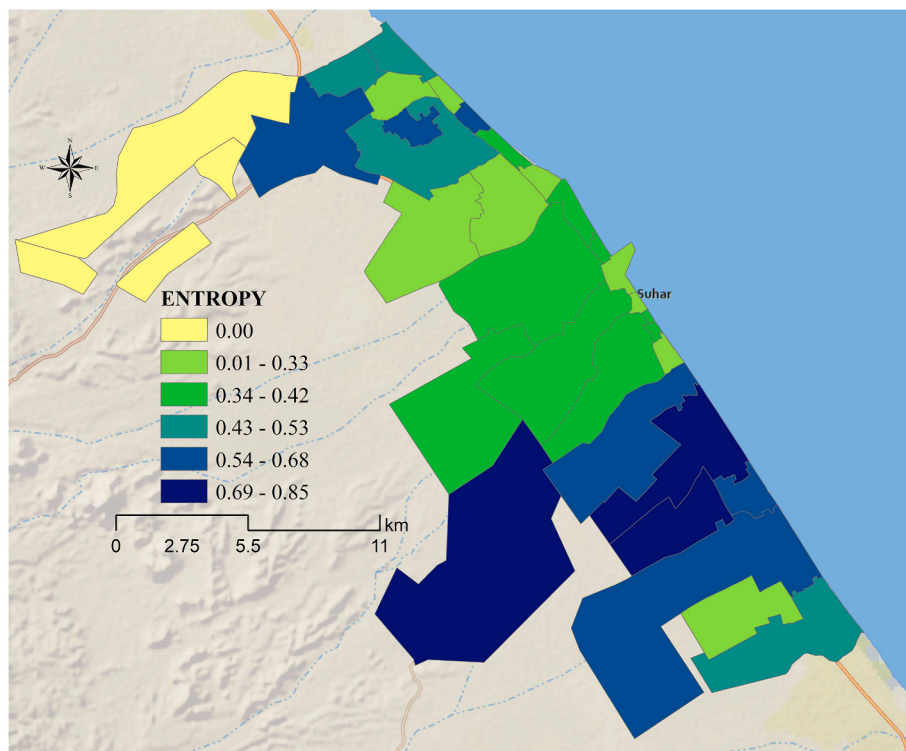 N
W E
S
Suhar
ENTROPY
0.00
0.01 - 0.33
0.34 - 0.42
0.43 - 0.53
0.54 - 0.68
0.69 - 0.85
km
0 2.75 5.5 11